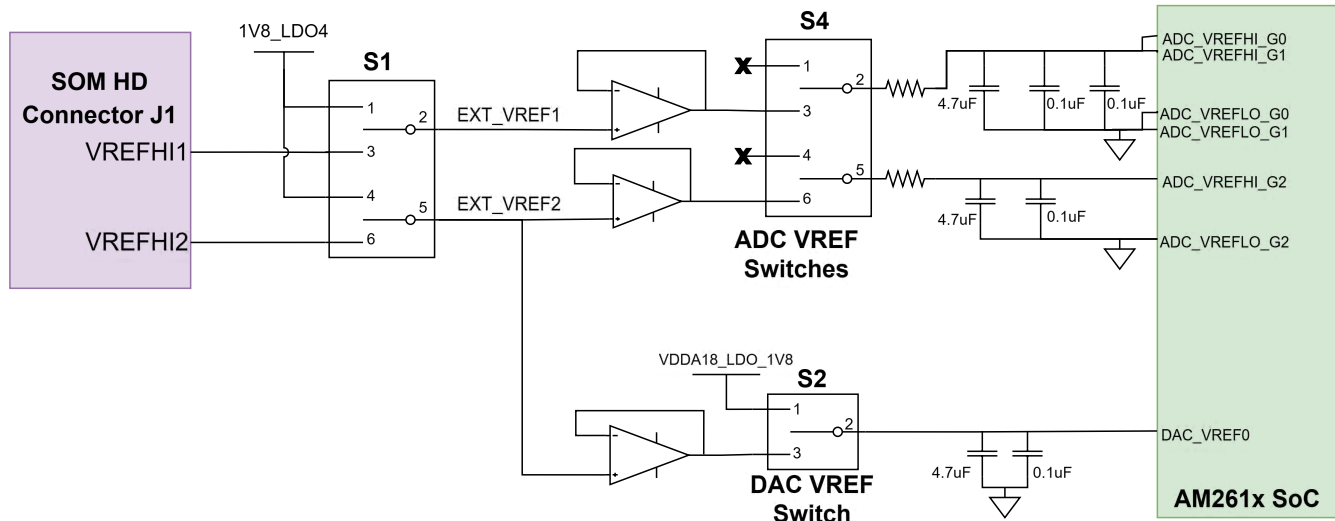 SOM HD
Connector J1
VREFHI1
VREFHI2
1V8_LDO4
S1
1
2
3
4
5
6
EXT_VREF1
EXT_VREF2
-
+
-
+
S4
1
2
3
4
5
6
ADC VREF
Switches
4.7uF
0.1uF
0.1uF
4.7uF
0.1uF
ADC_VREFHI_G0
ADC_VREFHI_G1
ADC_VREFLO_G0
ADC_VREFLO_G1
ADC_VREFHI_G2
ADC_VREFLO_G2
VDDA18_LDO_1V8
S2
-
+
1
2
3
DAC VREF
Switch
4.7uF
0.1uF
DAC_VREF0
AM261x SoC